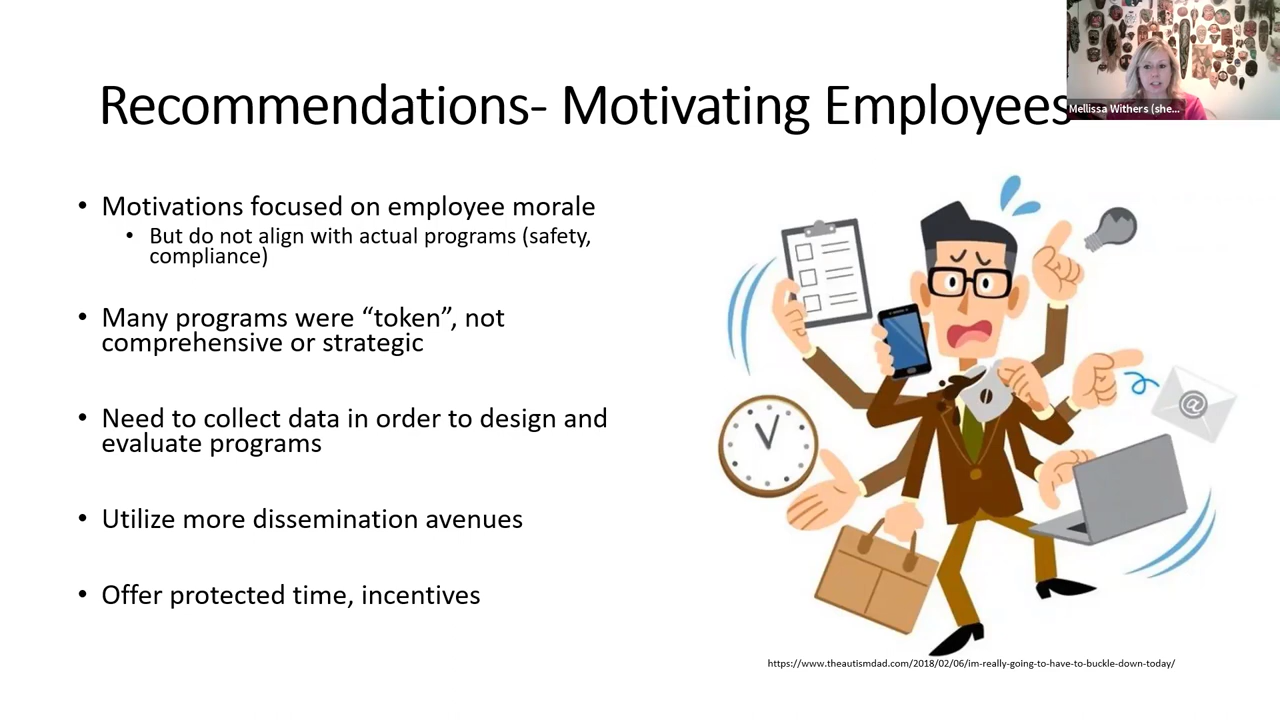 Recommendations- Motivating Employees
Mellissa Withers (she...
• Motivations focused on employee morale
• But do not align with actual programs (safety,
compliance)
• Many programs were “token”, not
comprehensive or strategic
• Need to collect data in order to design and
evaluate programs
• Utilize more dissemination avenues
• Offer protected time, incentives
@
https://www.theautismdad.com/2018/02/06/im-really-going-to-have-to-buckle-down-today/